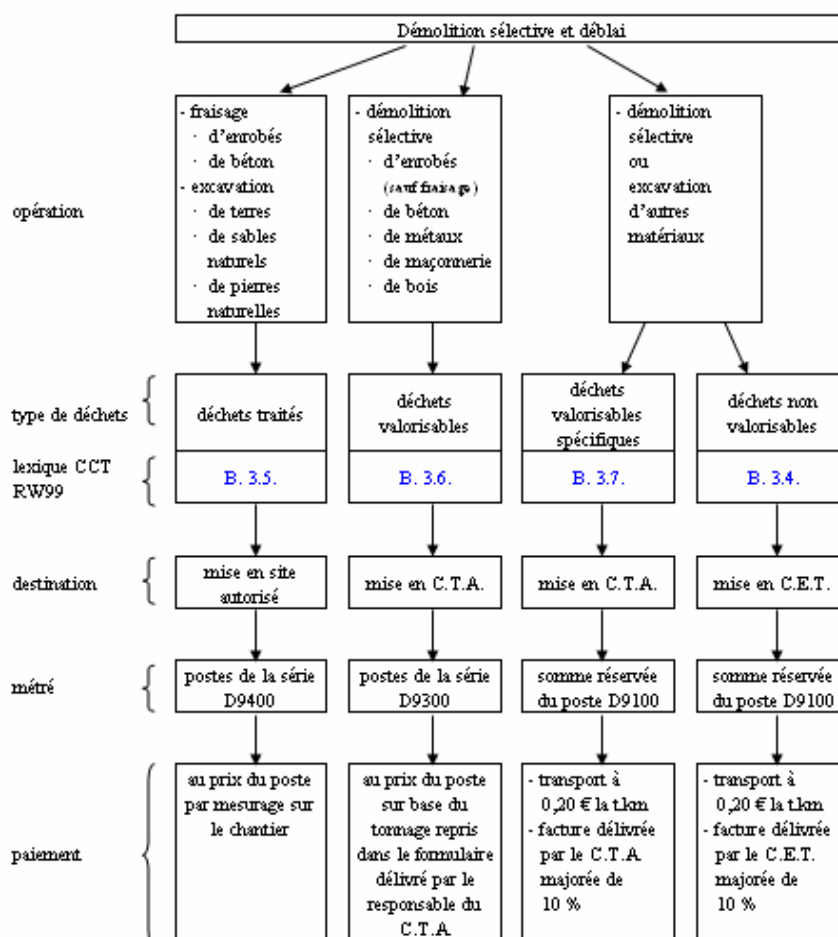 Démolition sélective et déblai
opération
- fraisage
· d'enrobés
· de béton
- excavation
· de terres
· de sables
naturels
· de pierres
naturelles
- démolition
sélective
· d'enrobés
(sauf fraisage)
· de béton
· de métaux
· de maçonnerie
· de bois
- démolition
sélective
ou
excavation
d'autres
matériaux
type de déchets
déchets traités
déchets
valorisables
déchets
valorisables
spécifiques
déchets non
valorisables
lexique CCT
RW99
B. 3.5.
B. 3.6.
B. 3.7.
B. 3.4.
destination
mise en site
autorisé
mise en C.T.A.
mise en C.T.A.
mise en C.E.T.
métré
postes de la série
D9400
postes de la série
D9300
somme réservée
du poste D9100
somme réservée
du poste D9100
paiement
au prix du poste
par mesurage sur
le chantier
au prix du poste
sur base du
tonnage repris
dans le formulaire
délivré par le
responsable du
C.T.A.
- transport à
0,20 € la t.km
- facture délivrée
par le C.T.A.
majorée de
10 %
- transport à
0,20 € la t.km
- facture délivrée
par le C.E.T.
majorée de
10 %